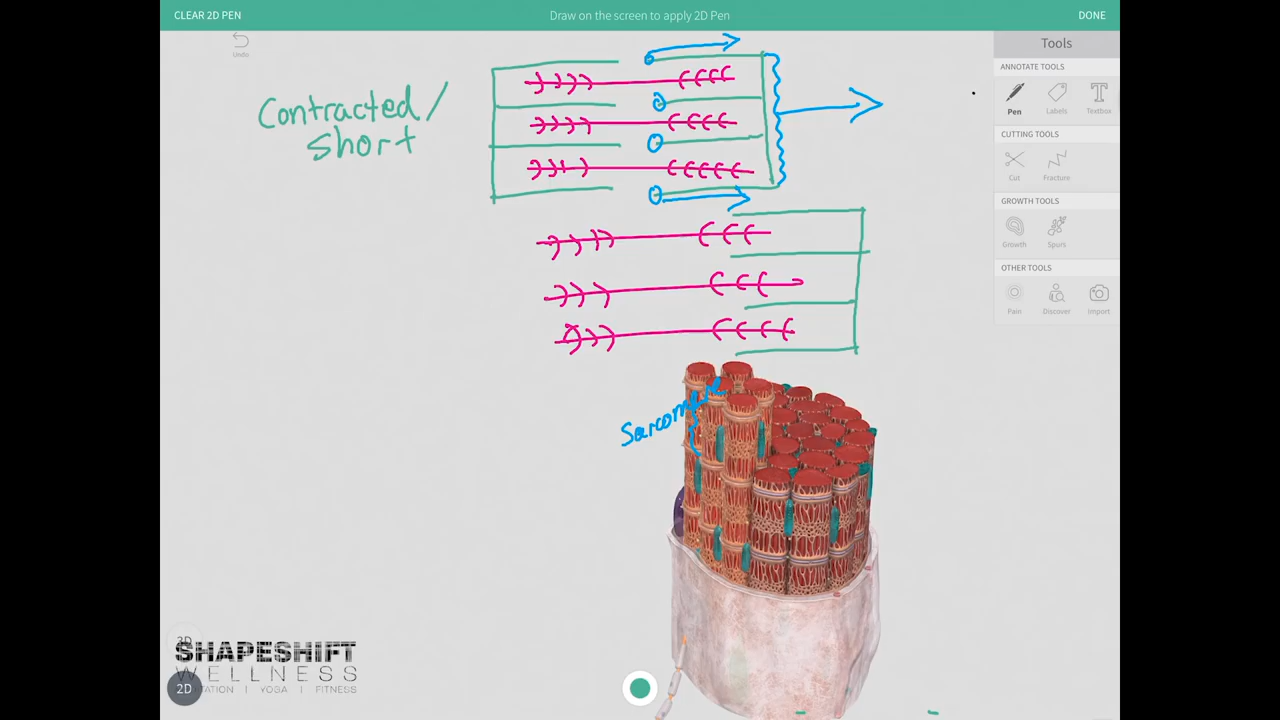 CLEAR 2D PEN
Draw on the screen to apply 2D Pen
DONE
Undo
Tools
ANNOTATE TOOLS
Pen
Labels
Textbox
CUTTING TOOLS
Cut
Fracture
GROWTH TOOLS
Growth
Spurs
OTHER TOOLS
Pain
Discover
Import
Contracted/
short
Sarcomere
3D
SHAPESHIFT
WELLNESS
TATION | YOGA | FITNESS
2D